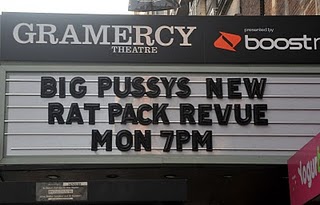 GRAMERCY
THEATRE
presented by
boost
BIG PUSSYS NEW
RAT PACK REVUE
MON 7PM